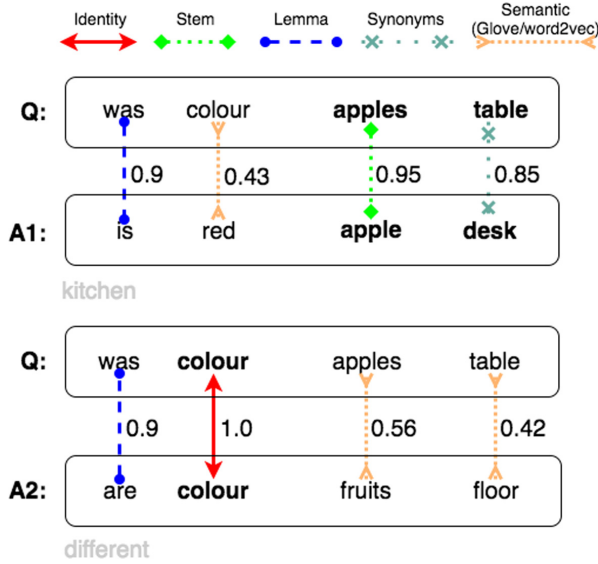 Identity Stem Lemma Synonyms Semantic
(Glove/word2vec)
Q: was colour apples table
0.9 0.43 0.95 0.85
A1: is red apple desk
kitchen
Q: was colour apples table
0.9 1.0 0.56 0.42
A2: are colour fruits floor
different